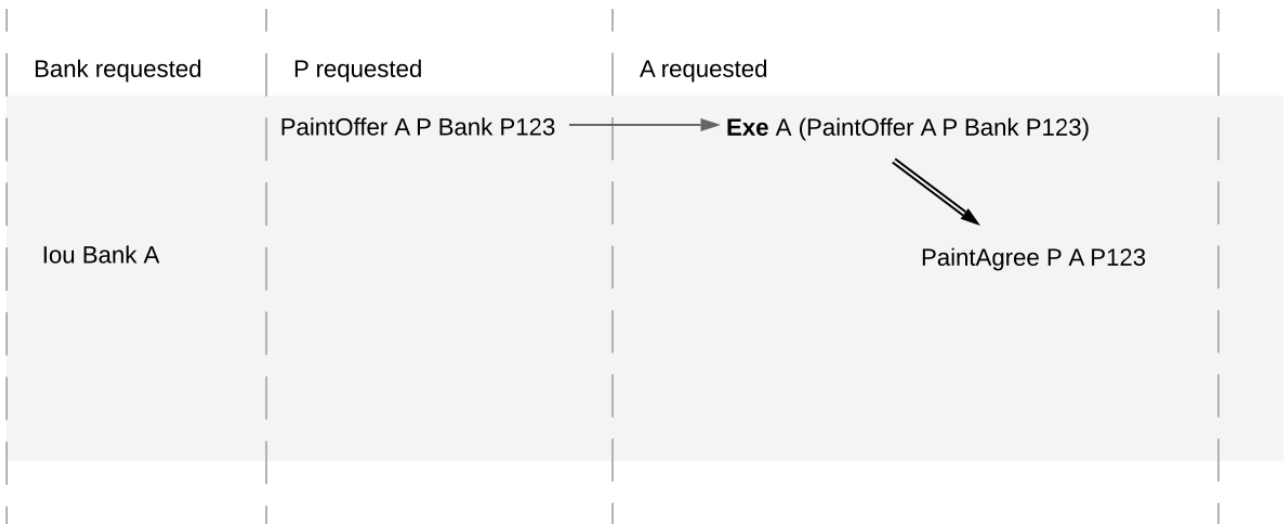 Bank requested
P requested
A requested
PaintOffer A P Bank P123
Exe A (PaintOffer A P Bank P123)
Iou Bank A
PaintAgree P A P123